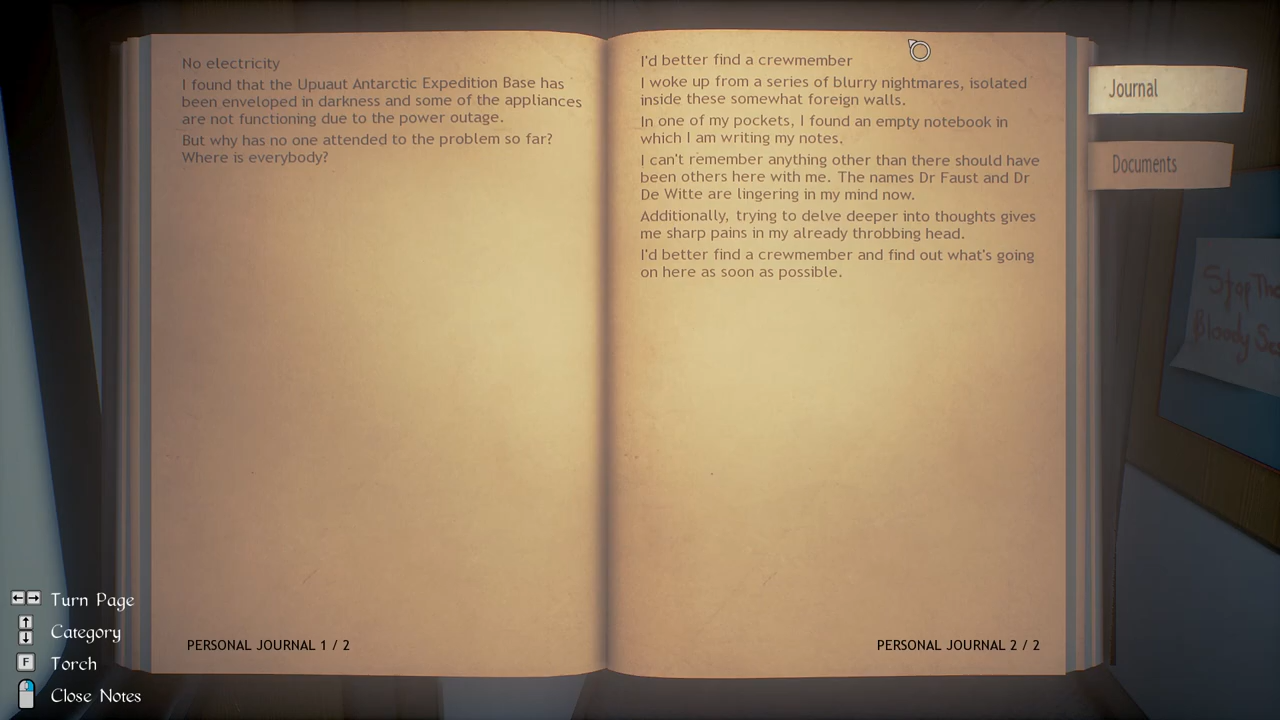 No electricity
I found that the Upuaut Antarctic Expedition Base has
been enveloped in darkness and some of the appliances
are not functioning due to the power outage.
But why has no one attended to the problem so far?
Where is everybody?
PERSONAL JOURNAL 1 / 2
I'd better find a crewmember
I woke up from a series of blurry nightmares, isolated
inside these somewhat foreign walls.
In one of my pockets, I found an empty notebook in
which I am writing my notes.
I can't remember anything other than there should have
been others here with me. The names Dr Faust and Dr
De Witte are lingering in my mind now.
Additionally, trying to delve deeper into thoughts gives
me sharp pains in my already throbbing head.
I'd better find a crewmember and find out what's going
on here as soon as possible.
PERSONAL JOURNAL 2 / 2
Journal
Documents
Stop
Bloody
Turn Page
Category
F Torch
Close Notes